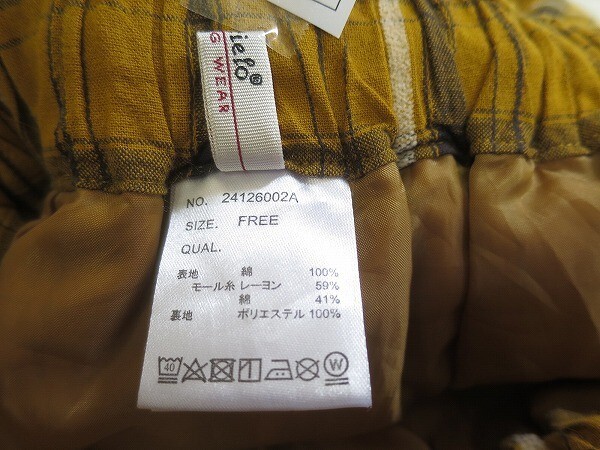 ielo®
G WEAR
NO. 24126002A
SIZE. FREE
QUAL.
表地 綿 100%
モール糸 レーヨン 59%
綿 41%
裏地 ポリエステル 100%
40
W